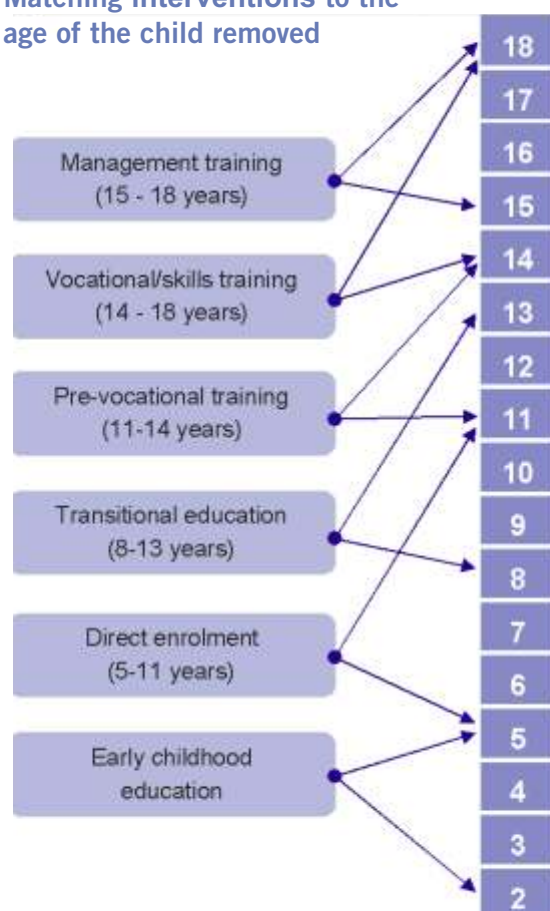 Matching interventions to the
age of the child removed
Management training
(15 - 18 years)
Vocational/skills training
(14 - 18 years)
Pre-vocational training
(11-14 years)
Transitional education
(8-13 years)
Direct enrolment
(5-11 years)
Early childhood
education
18
17
16
15
14
13
12
11
10
9
8
7
6
5
4
3
2